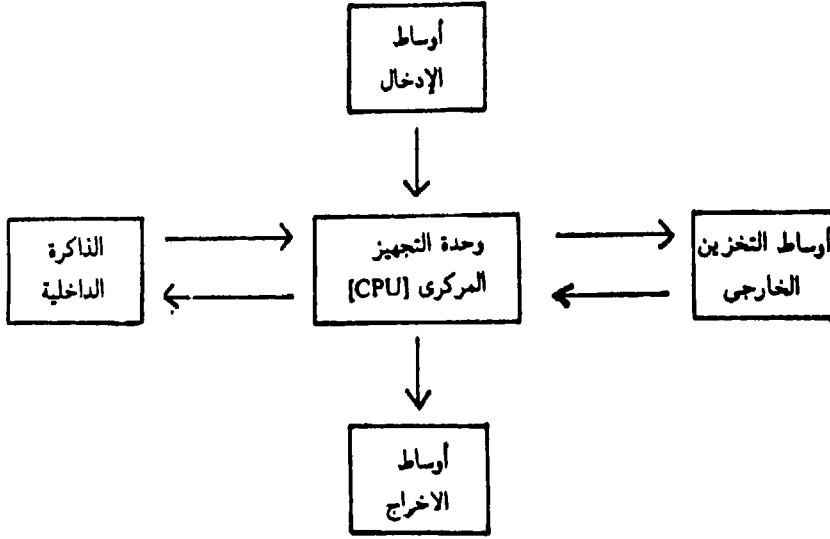 أوساط
الإدخال
الذاكرة
الداخلية
وحدة التجهيز
المركزى [CPU]
أوساط التخزين
الخارجى
أوساط
الاخراج